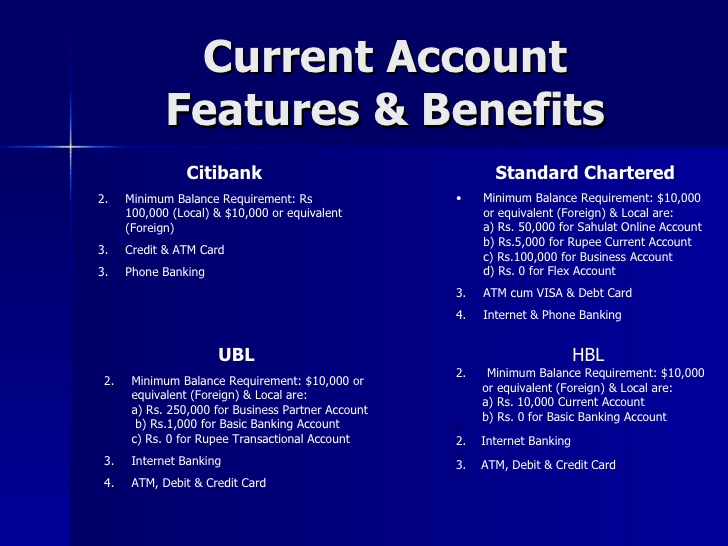 Current Account
Features & Benefits
Citibank
2. Minimum Balance Requirement: Rs
100,000 (Local) & $10,000 or equivalent
(Foreign)
3. Credit & ATM Card
3. Phone Banking
Standard Chartered
• Minimum Balance Requirement: $10,000
or equivalent (Foreign) & Local are:
a) Rs. 50,000 for Sahulat Online Account
b) Rs.5,000 for Rupee Current Account
c) Rs.100,000 for Business Account
d) Rs. 0 for Flex Account
3. ATM cum VISA & Debt Card
4. Internet & Phone Banking
UBL
2. Minimum Balance Requirement: $10,000 or
equivalent (Foreign) & Local are:
a) Rs. 250,000 for Business Partner Account
b) Rs.1,000 for Basic Banking Account
c) Rs. 0 for Rupee Transactional Account
3. Internet Banking
4. ATM, Debit & Credit Card
HBL
2. Minimum Balance Requirement: $10,000
or equivalent (Foreign) & Local are:
a) Rs. 10,000 Current Account
b) Rs. 0 for Basic Banking Account
2. Internet Banking
3. ATM, Debit & Credit Card